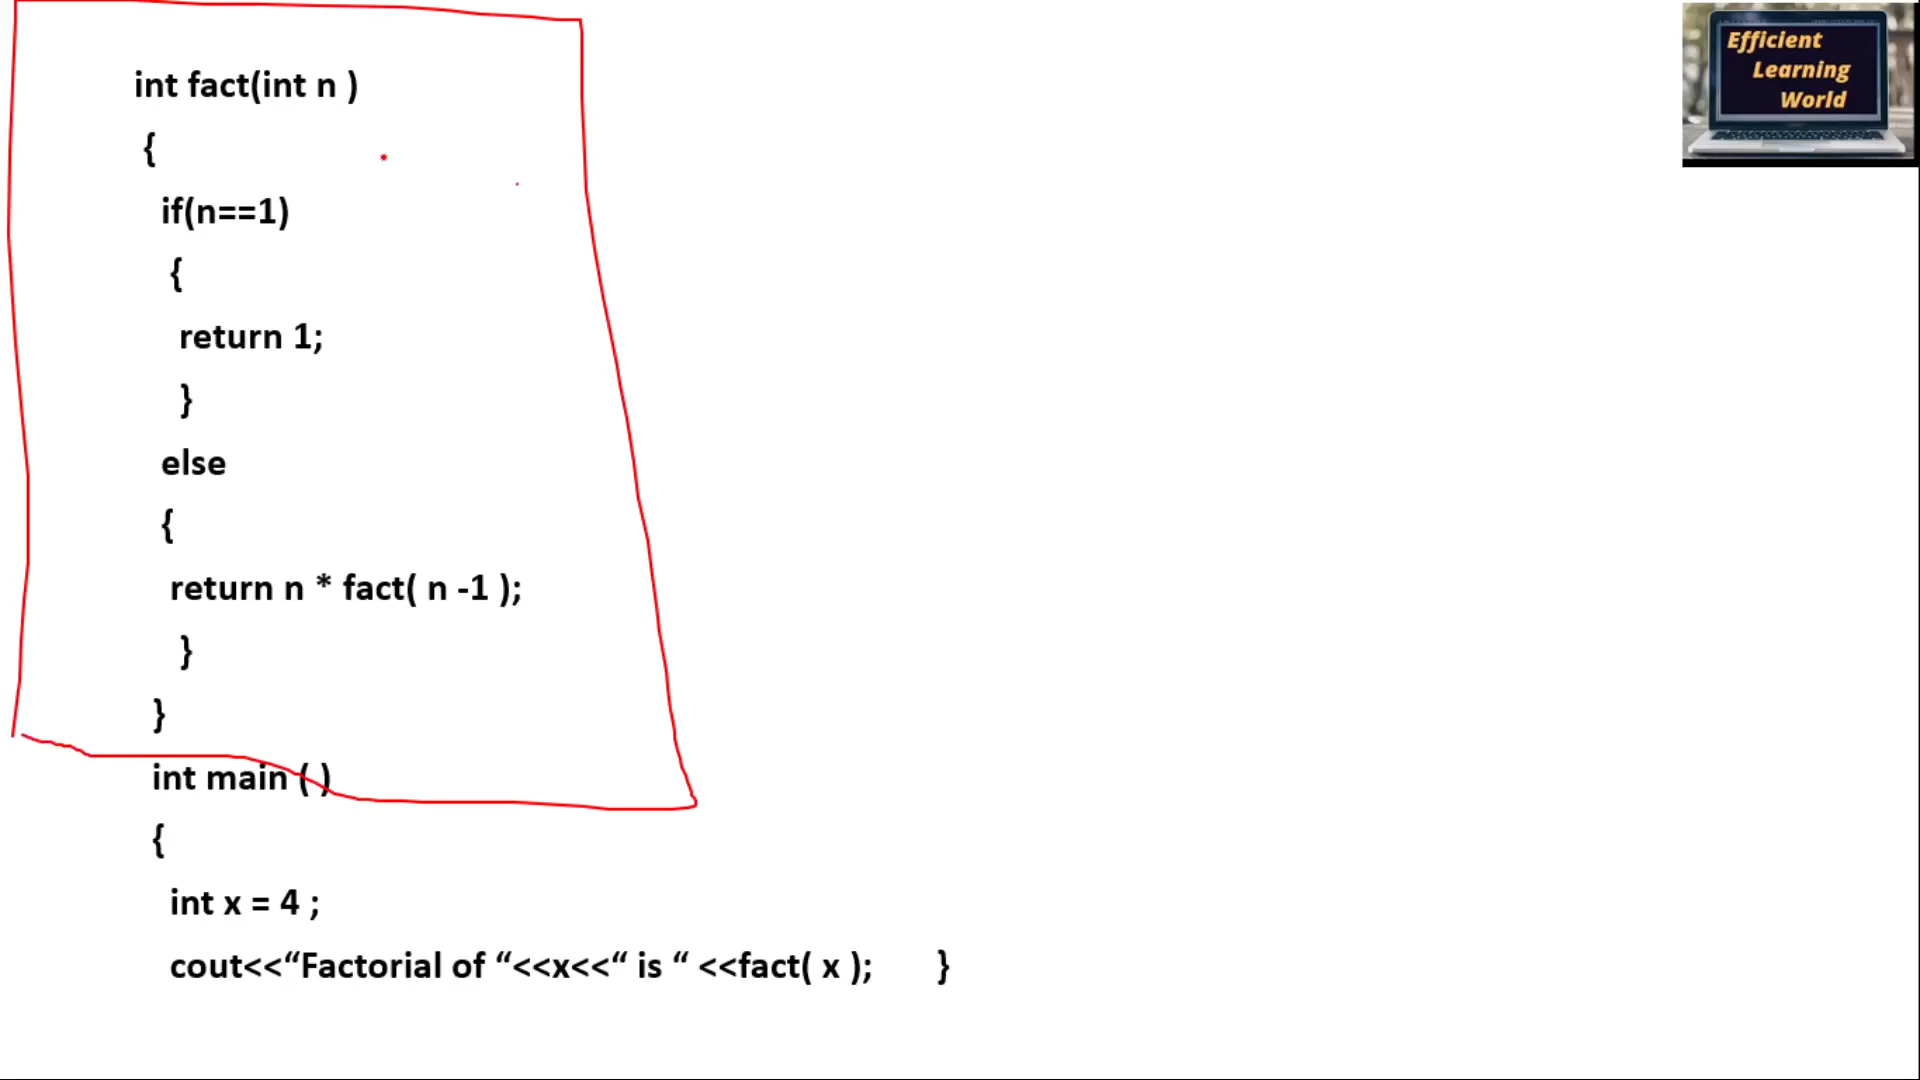 int fact(int n )
{
if(n==1)
{
return 1;
}
else
{
return n * fact( n -1 );
}
}
int main ( )
{
int x = 4 ;
cout<<“Factorial of “<<x<<“ is “ <<fact( x ); }
Efficient
Learning
World